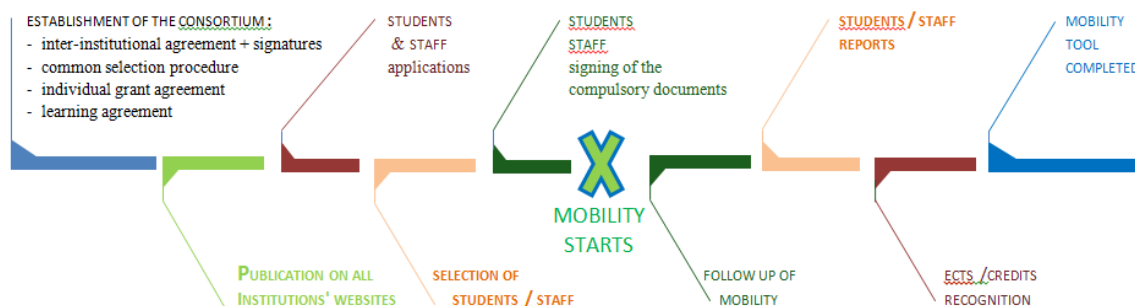 ESTABLISHMENT OF THE CONSORTIUM :
- inter-institutional agreement + signatures
- common selection procedure
- individual grant agreement
- learning agreement
PUBLICATION ON ALL
INSTITUTIONS' WEBSITES
STUDENTS
& STAFF
applications
SELECTION OF
STUDENTS / STAFF
STUDENTS
STAFF
signing of the
compulsory documents
MOBILITY
STARTS
FOLLOW UP OF
MOBILITY
STUDENTS / STAFF
REPORTS
ECTS /CREDITS
RECOGNITION
MOBILITY
TOOL
COMPLETED